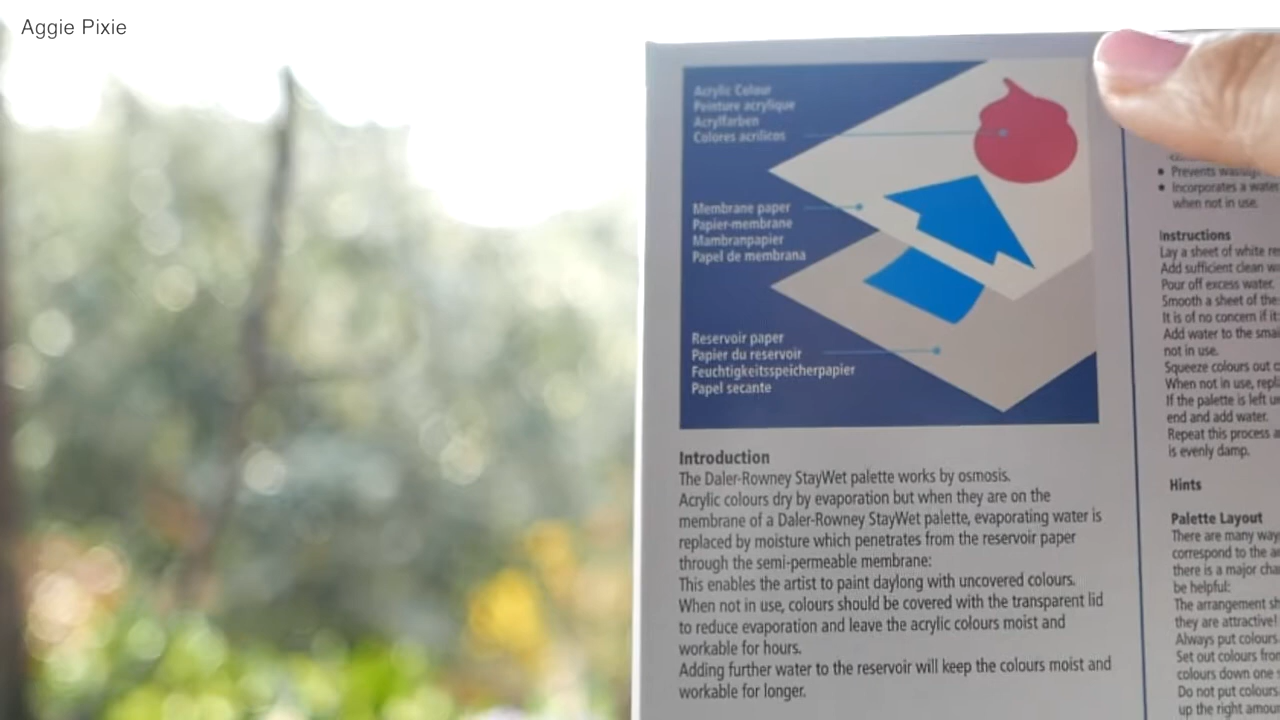 Aggie Pixie
Acrylic Colour
Peinture acrylique
Acrylfarben
Colores acrilicos
Membrane paper
Papier-membrane
Mambranpapier
Papel de membrana
Reservoir paper
Papier du reservoir
Feuchtigkeitsspeicherpapier
Papel secante
Introduction
The Daler-Rowney StayWet palette works by osmosis.
Acrylic colours dry by evaporation but when they are on the
membrane of a Daler-Rowney StayWet palette, evaporating water is
replaced by moisture which penetrates from the reservoir paper
through the semi-permeable membrane:
This enables the artist to paint daylong with uncovered colours.
When not in use, colours should be covered with the transparent lid
to reduce evaporation and leave the acrylic colours moist and
workable for hours.
Adding further water to the reservoir will keep the colours moist and
workable for longer.
• Prevents
• Incorporates a water
when not in use.
Instructions
Lay a sheet of white
Add sufficient clean
Pour off excess water.
Smooth a sheet of the
It is of no concern if it
Add water to the
not in use.
Squeeze colours out
When not in use,
If the palette is left
end and add water.
Repeat this process
is evenly damp.
Hints
Palette Layout
There are many
correspond to the
there is a major
be helpful:
The arrangement
they are attractive!
Always put colours
Set out colours
colours down one
Do not put colours
up the right